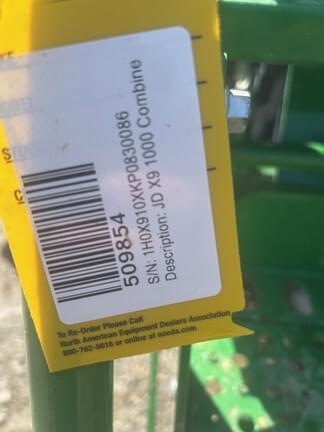 509854
S/N: 1H0X910XKP0830086
Description: JD X9 1000 Combine
To Re-Order Please Call
North American Equipment Dealers Association
800-762-5616 or online at naeda.com